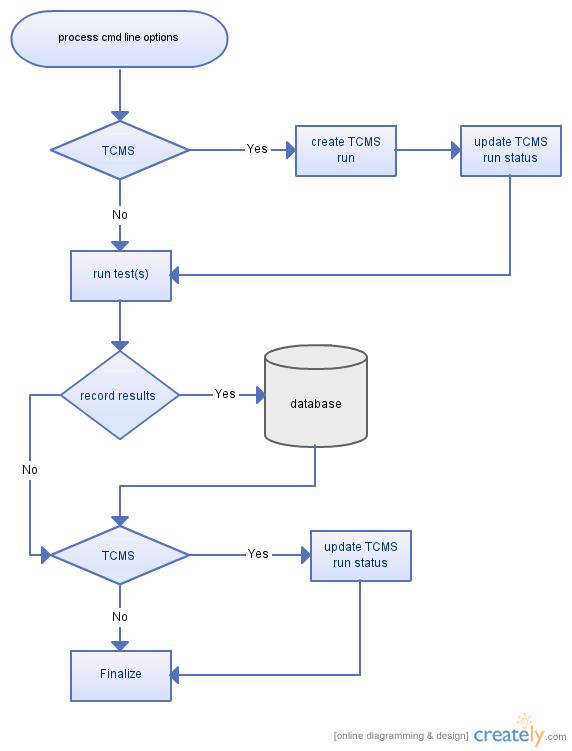 process cmd line options
TCMS
Yes
create TCMS
run
update TCMS
run status
No
run test(s)
record results
Yes
database
No
TCMS
Yes
update TCMS
run status
No
Finalize
[online diagramming & design] creately.com